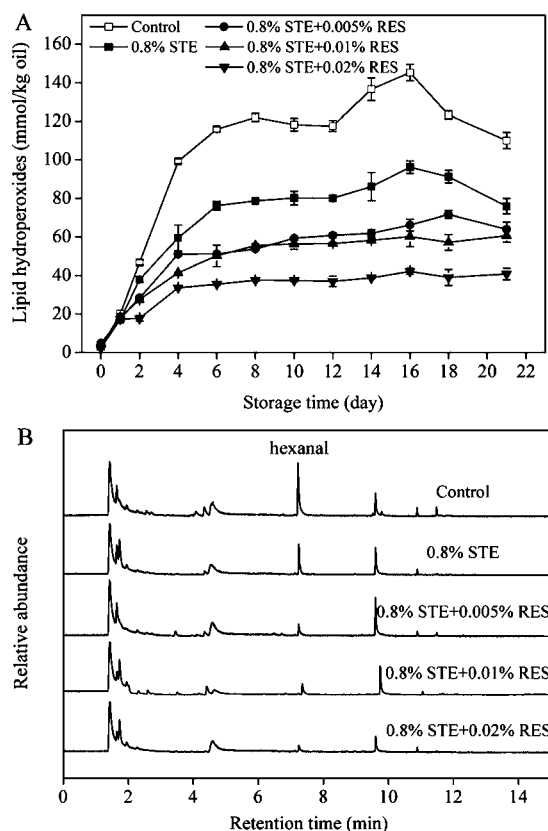 A
Control
0.8% STE
0.8% STE+0.005% RES
0.8% STE+0.01% RES
0.8% STE+0.02% RES
Lipid hydroperoxides (mmol/kg oil)
160
140
120
100
80
60
40
20
0
0 2 4 6 8 10 12 14 16 18 20 22
Storage time (day)
B
hexanal
Control
0.8% STE
0.8% STE+0.005% RES
0.8% STE+0.01% RES
0.8% STE+0.02% RES
Relative abundance
0 2 4 6 8 10 12 14
Retention time (min)